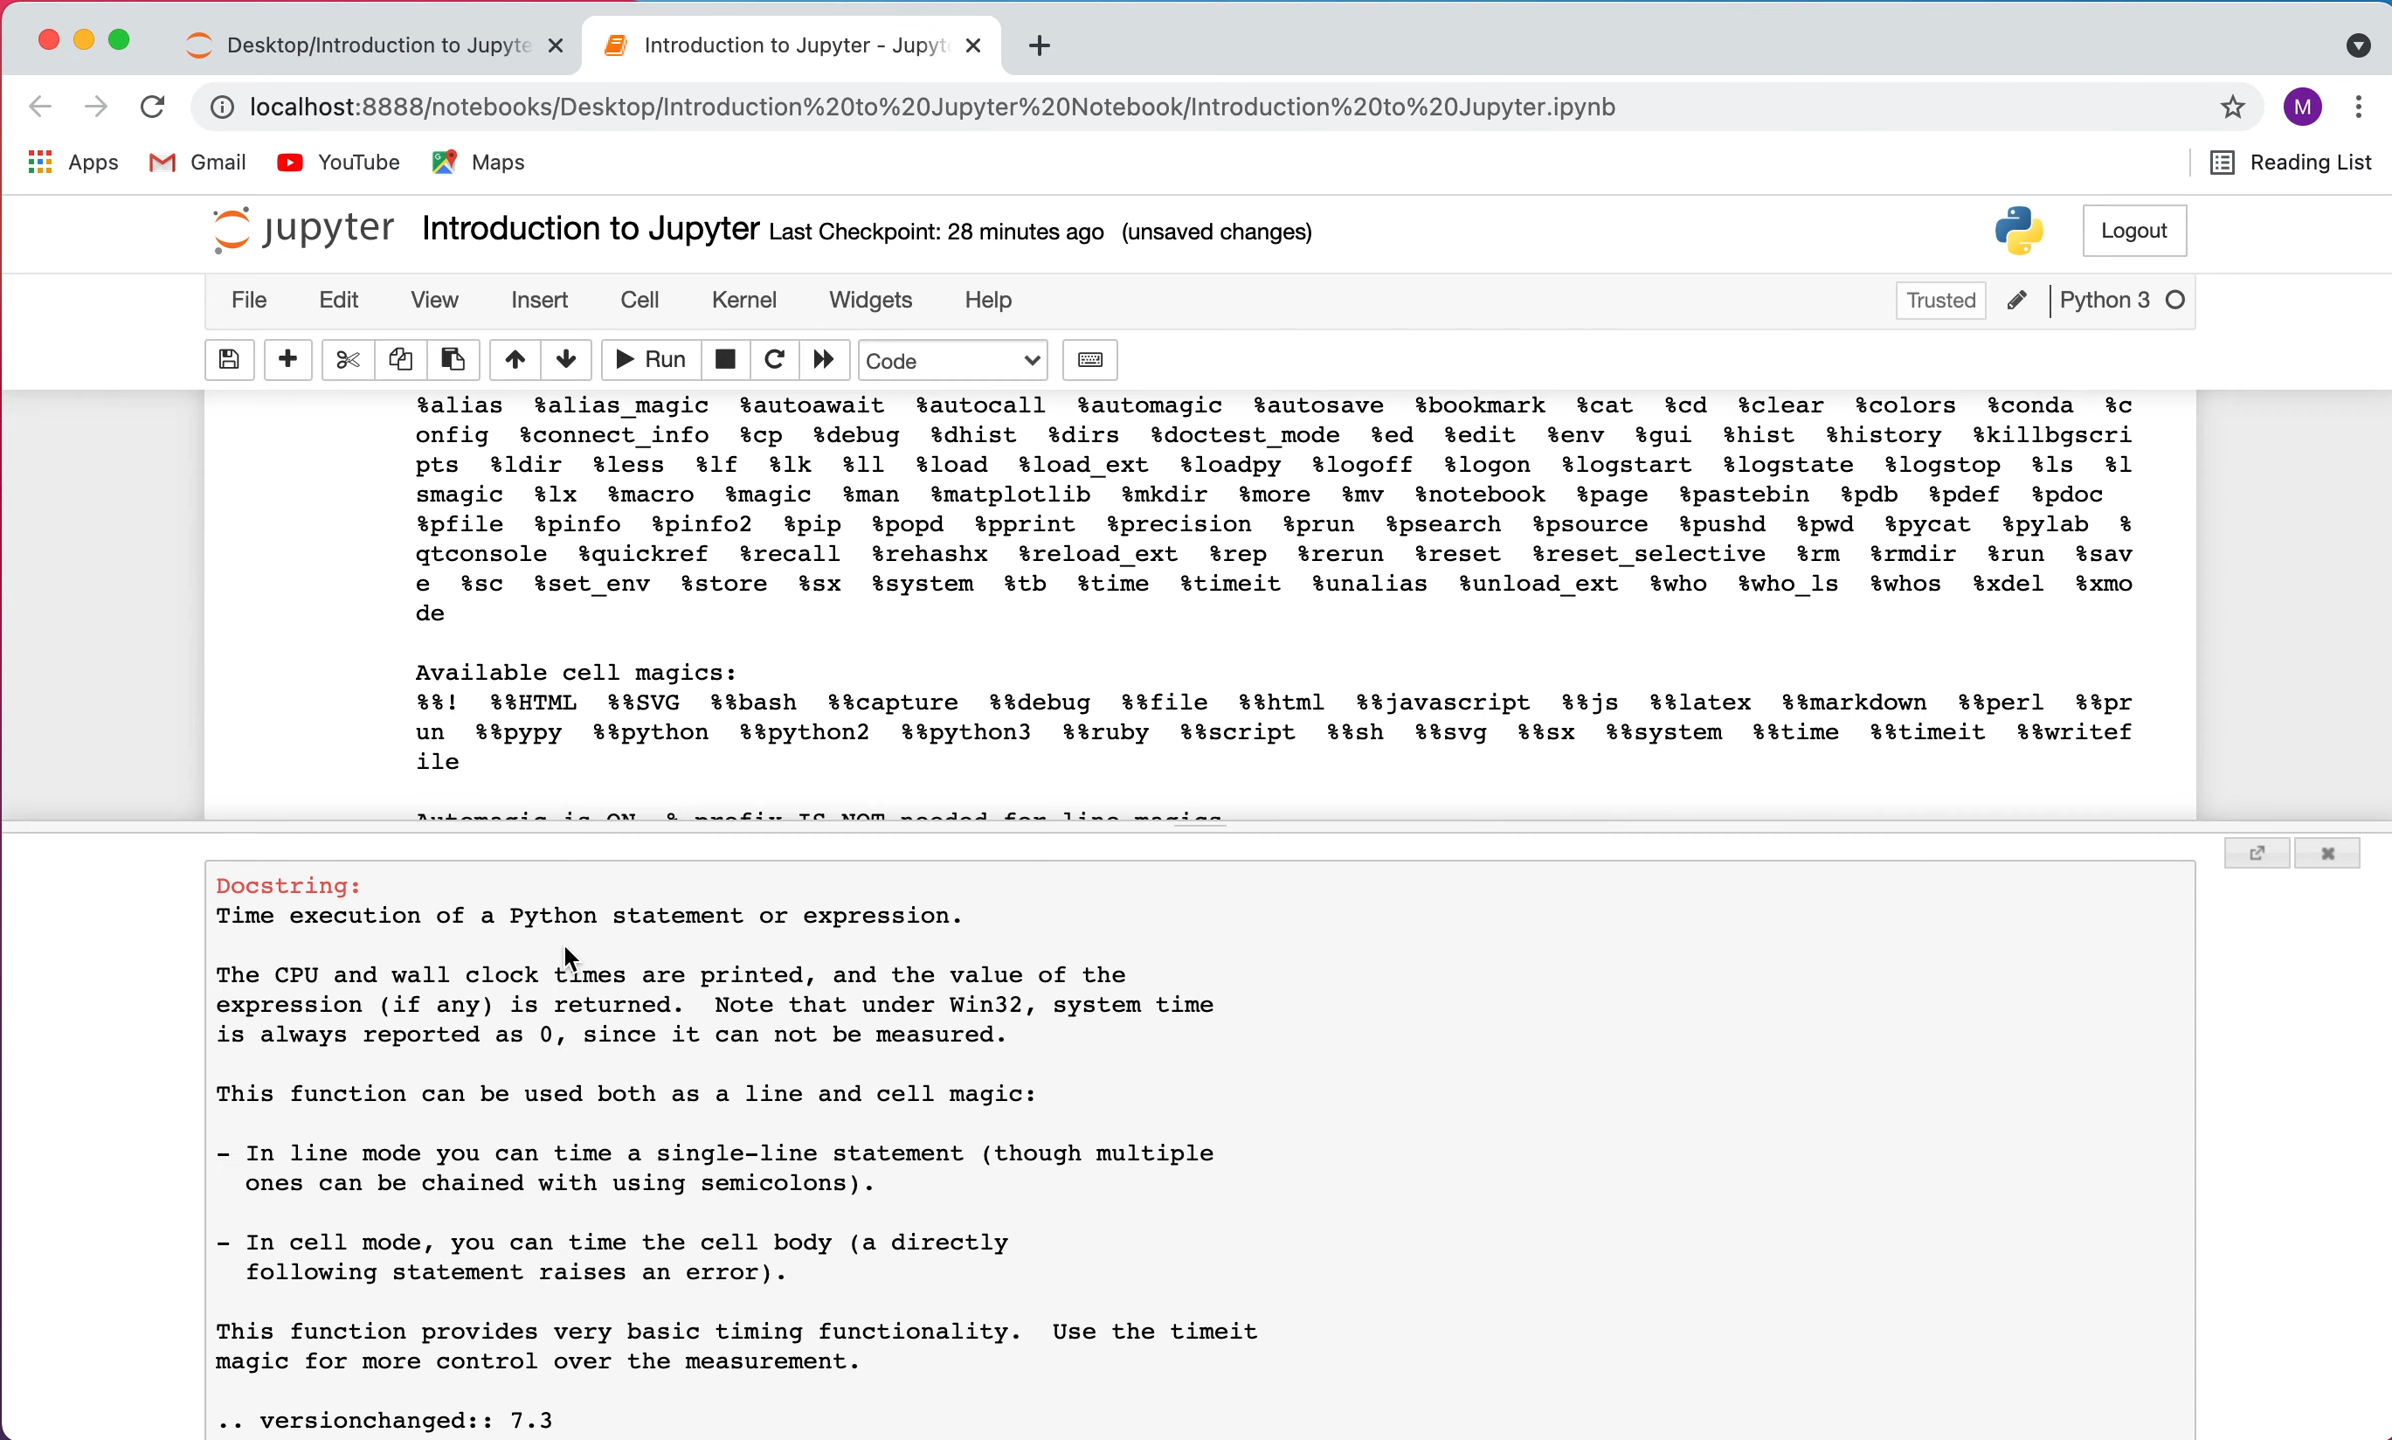 Desktop/Introduction to Jupyte
Introduction to Jupyter - Jupyt
localhost:8888/notebooks/Desktop/Introduction%20to%20Jupyter%20Notebook/Introduction%20to%20Jupyter.ipynb
M
Apps Gmail YouTube Maps Reading List
jupyter Introduction to Jupyter Last Checkpoint: 28 minutes ago (unsaved changes) Logout
File Edit View Insert Cell Kernel Widgets Help Trusted Python 3
Run Code
%alias %alias_magic %autoawait %autocall %automagic %autosave %bookmark %cat %cd %clear %colors %conda %c
onfig %connect_info %cp %debug %dhist %dirs %doctest_mode %ed %edit %env %gui %hist %history %killbgscri
pts %ldir %less %lf %lk %ll %load %load_ext %loadpy %logoff %logon %logstart %logstate %logstop %ls %l
smagic %lx %macro %magic %man %matplotlib %mkdir %more %mv %notebook %page %pastebin %pdb %pdef %pdoc
%pfile %pinfo %pinfo2 %pip %popd %pprint %precision %prun %psearch %psource %pushd %pwd %pycat %pylab %
qtconsole %quickref %recall %rehashx %reload_ext %rep %rerun %reset %reset_selective %rm %rmdir %run %sav
e %sc %set_env %store %sx %system %tb %time %timeit %unalias %unload_ext %who %who_ls %whos %xdel %xmo
de
Available cell magics:
%%! %%HTML %%SVG %%bash %%capture %%debug %%file %%html %%javascript %%js %%latex %%markdown %%perl %%pr
un %%pypy %%python %%python2 %%python3 %%ruby %%script %%sh %%svg %%sx %%system %%time %%timeit %%writef
ile
Automagic is ON, % prefix IS NOT needed for line magics.
Docstring:
Time execution of a Python statement or expression.
The CPU and wall clock times are printed, and the value of the
expression (if any) is returned. Note that under Win32, system time
is always reported as 0, since it can not be measured.
This function can be used both as a line and cell magic:
- In line mode you can time a single-line statement (though multiple
ones can be chained with using semicolons).
- In cell mode, you can time the cell body (a directly
following statement raises an error).
This function provides very basic timing functionality. Use the timeit
magic for more control over the measurement.
.. versionchanged:: 7.3